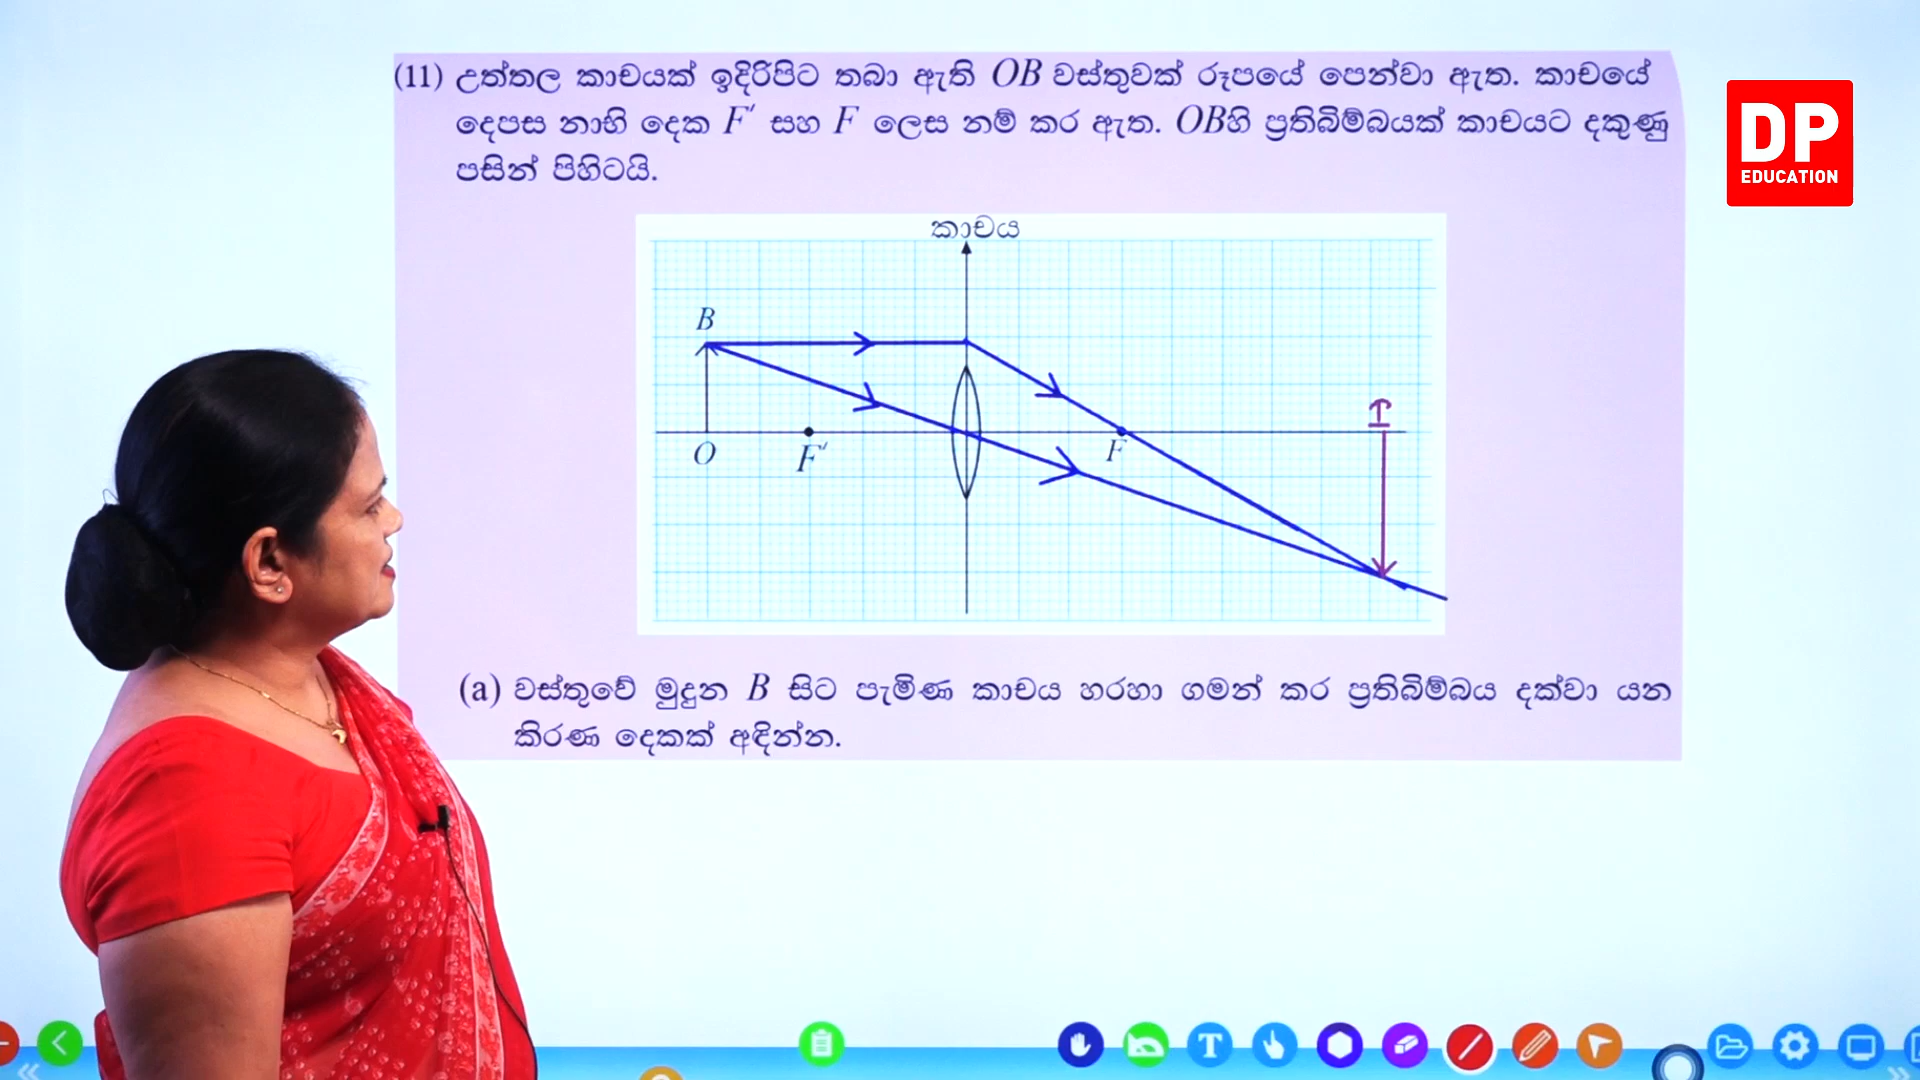 (11) උත්තල කාචයක් ඉදිරිපිට තබා ඇති OB වස්තුවක් රූපයේ පෙන්වා ඇත. කාචයේ
දෙපස නාභි දෙක F′ සහ F ලෙස නම් කර ඇත. OBහි ප්‍රතිබිම්බයක් කාචයට දකුණු
පසින් පිහිටයි.
DP
EDUCATION
කාචය
B
I
O
F′
F
(a) වස්තුවේ මුදුන B සිට පැමිණ කාචය හරහා ගමන් කර ප්‍රතිබිම්බය දක්වා යන
කිරණ දෙකක් අඳින්න.
T